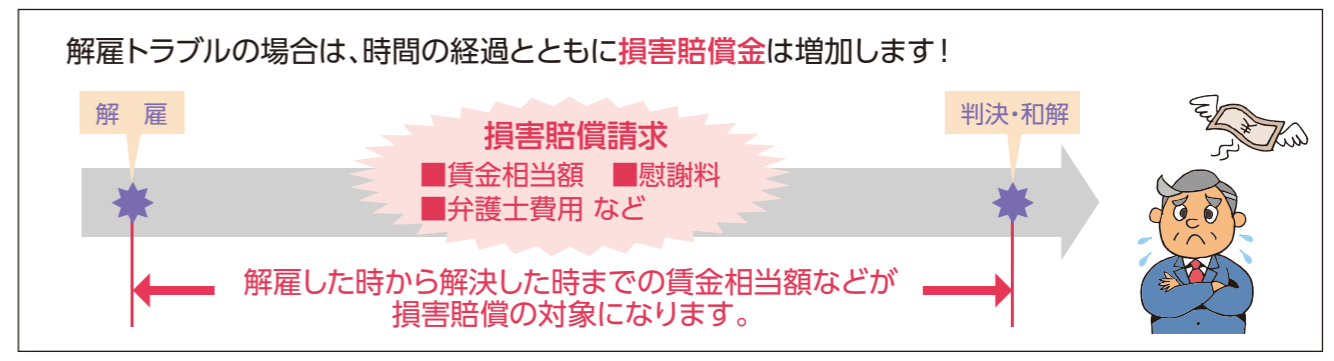 解雇トラブルの場合は、時間の経過とともに損害賠償金は増加します！
解　雇
判決・和解
損害賠償請求
■賃金相当額　■慰謝料
■弁護士費用 など
解雇した時から解決した時までの賃金相当額などが
損害賠償の対象になります。
¥